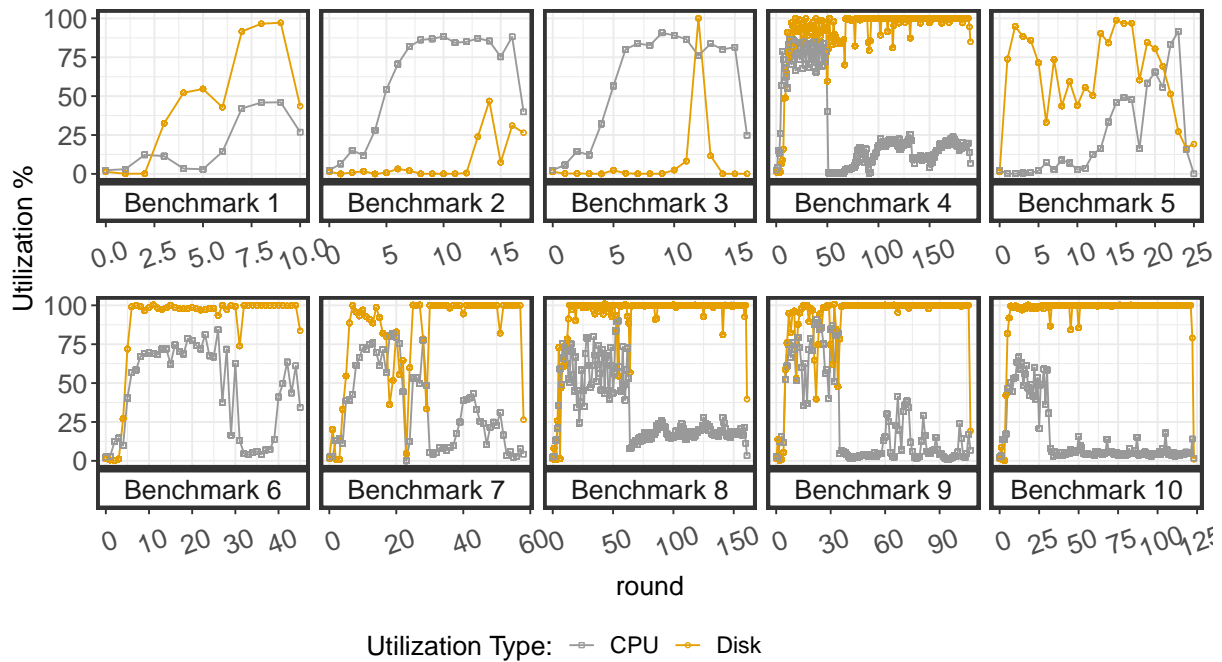 Utilization %
100
75
50
25
0
Benchmark 1 Benchmark 2 Benchmark 3 Benchmark 4 Benchmark 5
0.0 2.5 5.0 7.5 10.0 0 5 10 15 0 5 10 15 0 50 100 150 0 5 10 15 20 25
100
75
50
25
0
Benchmark 6 Benchmark 7 Benchmark 8 Benchmark 9 Benchmark 10
0 10 20 30 40 0 20 40 60 0 50 100 150 0 30 60 90 0 25 50 75 100 125
round
Utilization Type: CPU Disk